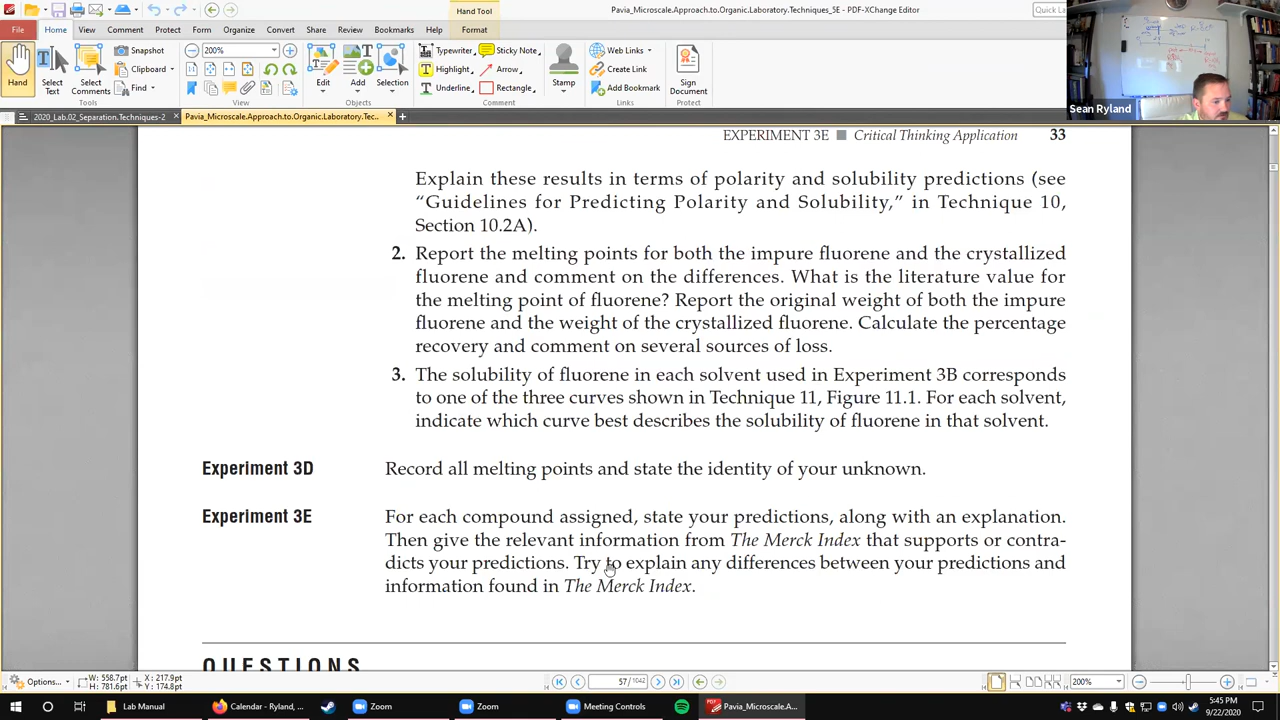 Hand Tool
Pavia_Microscale.Approach.to.Organic.Laboratory.Techniques_5E - PDF-XChange Editor
Quick Lau
File Home View Comment Protect Form Organize Convert Share Review Bookmarks Help Format
Hand
Select Text
Select Comments
Snapshot
Clipboard
Find
Tools
200%
View
Edit
Add
Selection
Objects
Typewriter
Highlight
Underline
Sticky Note
Arrow
Rectangle
Stamp
Comment
Web Links
Create Link
Add Bookmark
Links
Sign Document
Protect
Sean Ryland
2020_Lab.02_Separation.Techniques-2
Pavia_Microscale.Approach.to.Organic.Laboratory.Tec...
EXPERIMENT 3E ■ Critical Thinking Application 33
Explain these results in terms of polarity and solubility predictions (see
“Guidelines for Predicting Polarity and Solubility,” in Technique 10,
Section 10.2A).
2. Report the melting points for both the impure fluorene and the crystallized
fluorene and comment on the differences. What is the literature value for
the melting point of fluorene? Report the original weight of both the impure
fluorene and the weight of the crystallized fluorene. Calculate the percentage
recovery and comment on several sources of loss.
3. The solubility of fluorene in each solvent used in Experiment 3B corresponds
to one of the three curves shown in Technique 11, Figure 11.1. For each solvent,
indicate which curve best describes the solubility of fluorene in that solvent.
Experiment 3D Record all melting points and state the identity of your unknown.
Experiment 3E For each compound assigned, state your predictions, along with an explanation.
Then give the relevant information from The Merck Index that supports or contra-
dicts your predictions. Try to explain any differences between your predictions and
information found in The Merck Index.
QUESTIONS
Options...
W: 558.7pt
H: 781.6pt
X: 217.9pt
Y: 174.8pt
57 /1042
200%
Lab Manual
Calendar - Ryland, ...
Zoom
Zoom
Meeting Controls
Pavia_Microscale.A...
5:45 PM
9/22/2020